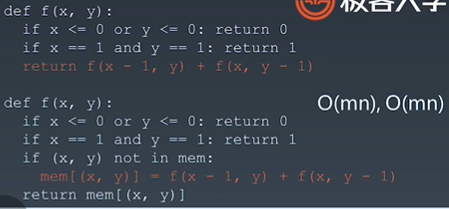 极客大学
def f(x, y):
  if x <= 0 or y <= 0: return 0
  if x == 1 and y == 1: return 1
  return f(x - 1, y) + f(x, y - 1)
def f(x, y):
O(mn), O(mn)
  if x <= 0 or y <= 0: return 0
  if x == 1 and y == 1: return 1
  if (x, y) not in mem:
    mem[(x, y)] = f(x - 1, y) + f(x, y - 1)
  return mem[(x, y)]